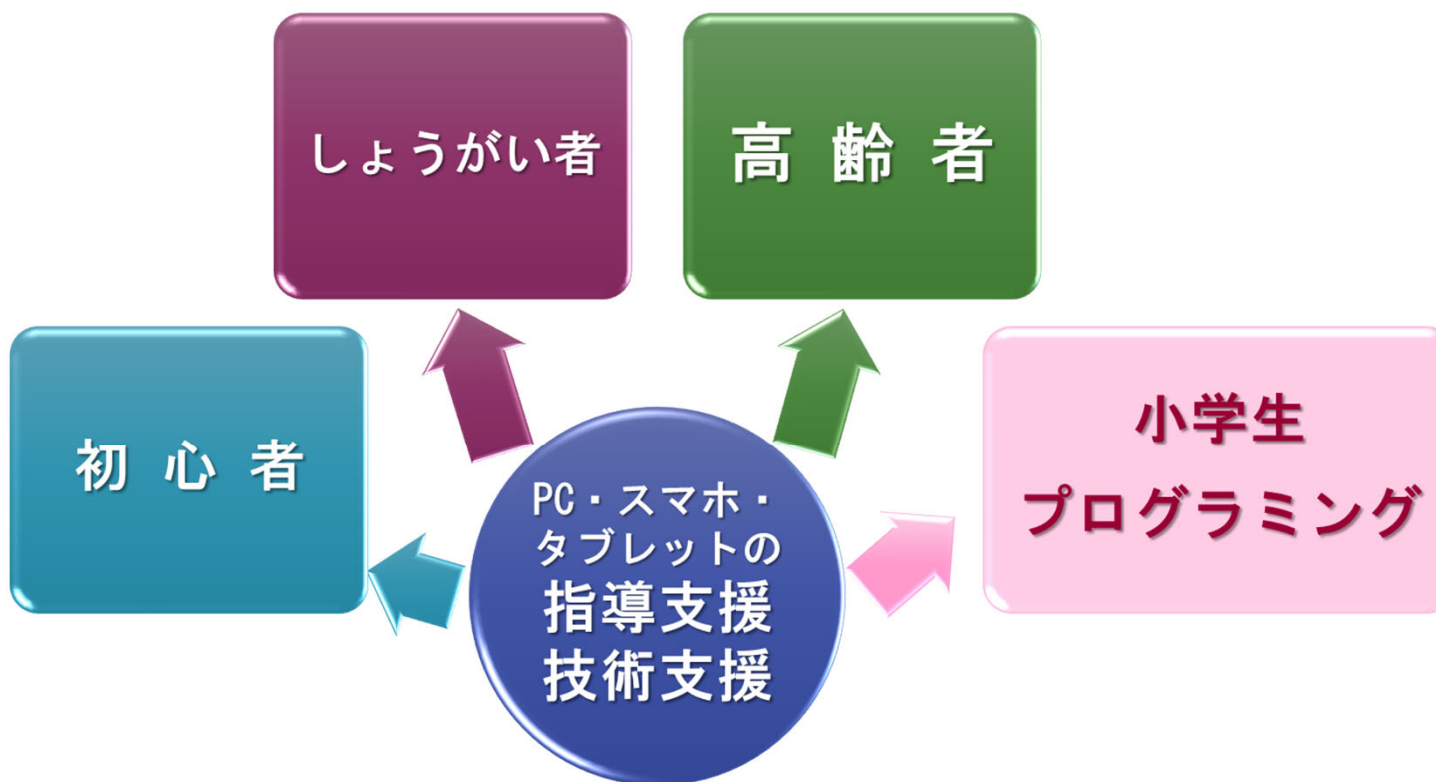 しょうがい者
高 齢 者
初 心 者
小学生
プログラミング
PC・スマホ・
タブレットの
指導支援
技術支援